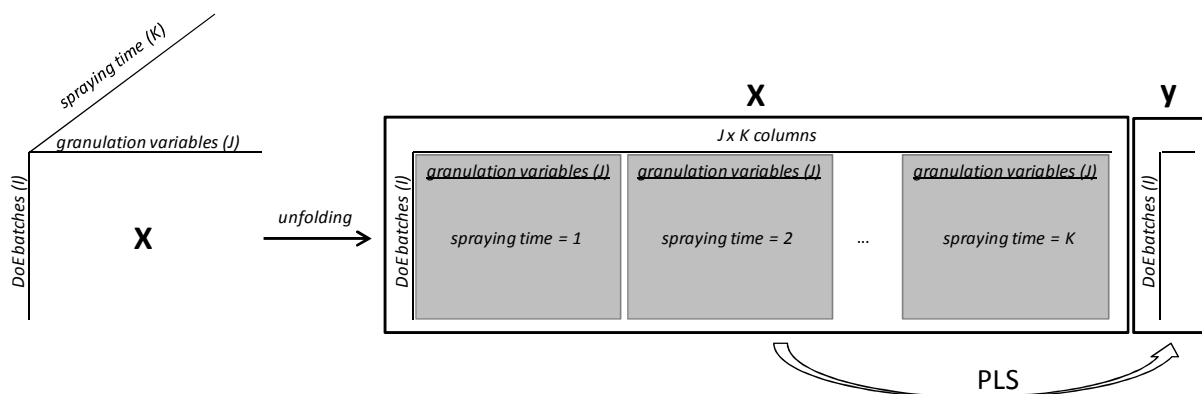 spraying time (K)
granulation variables (J)
DoE batches (I)
X
unfolding
X
J x K columns
DoE batches (I)
granulation variables (J)
spraying time = 1
granulation variables (J)
spraying time = 2
...
granulation variables (J)
spraying time = K
y
DoE batches (I)
PLS